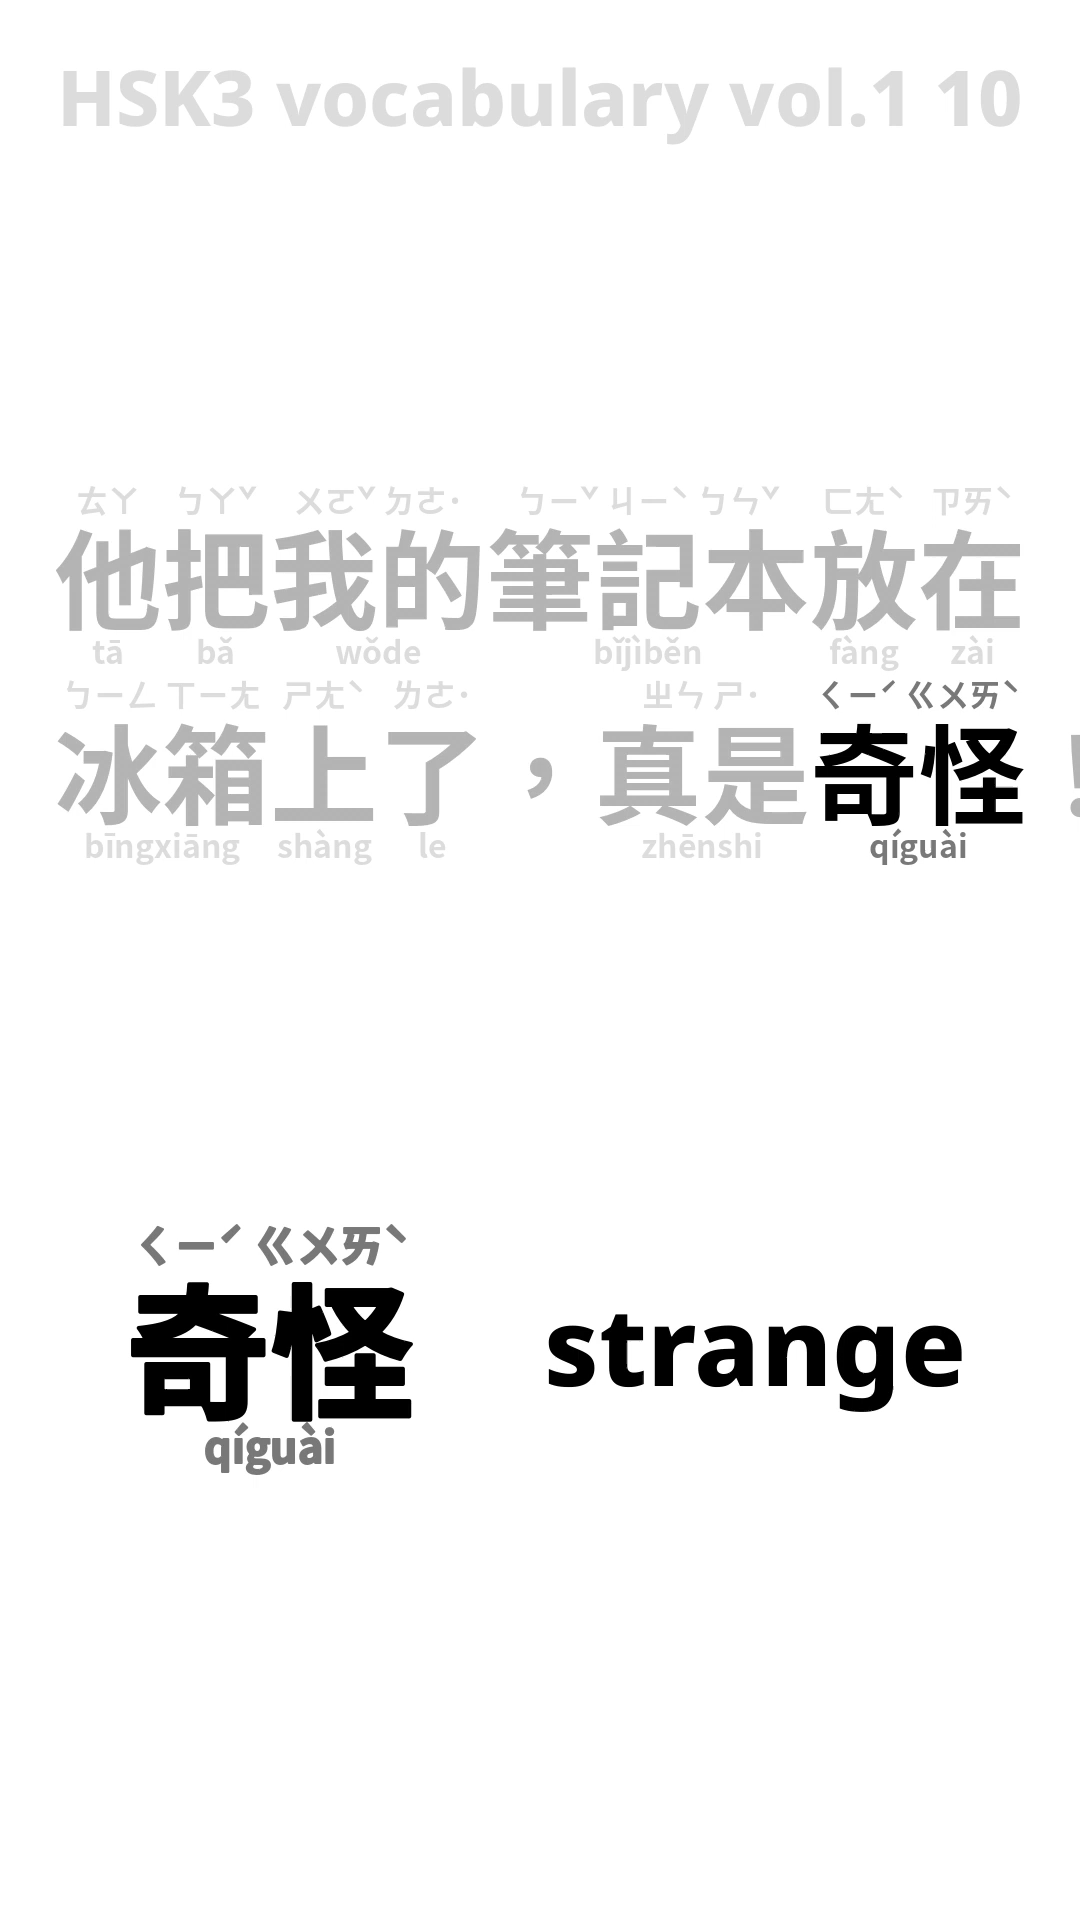 HSK3 vocabulary vol.1 10
ㄊㄚ ㄅㄚˇ ㄨㄛˇ ㄉㄜ· ㄅㄧˇ ㄐㄧˋ ㄅㄣˇ ㄈㄤˋ ㄗㄞˋ
他把我的筆記本放在
tā bǎ wǒde bǐjìběn fàng zài
ㄅㄧㄥ ㄒㄧㄤ ㄕㄤˋ ㄌㄜ· ㄓㄣ ㄕ· ㄑㄧˊ ㄍㄨㄞˋ
冰箱上了，真是奇怪！
bīngxiāng shàng le zhēnshi qíguài
ㄑㄧˊ ㄍㄨㄞˋ
奇怪 strange
qíguài